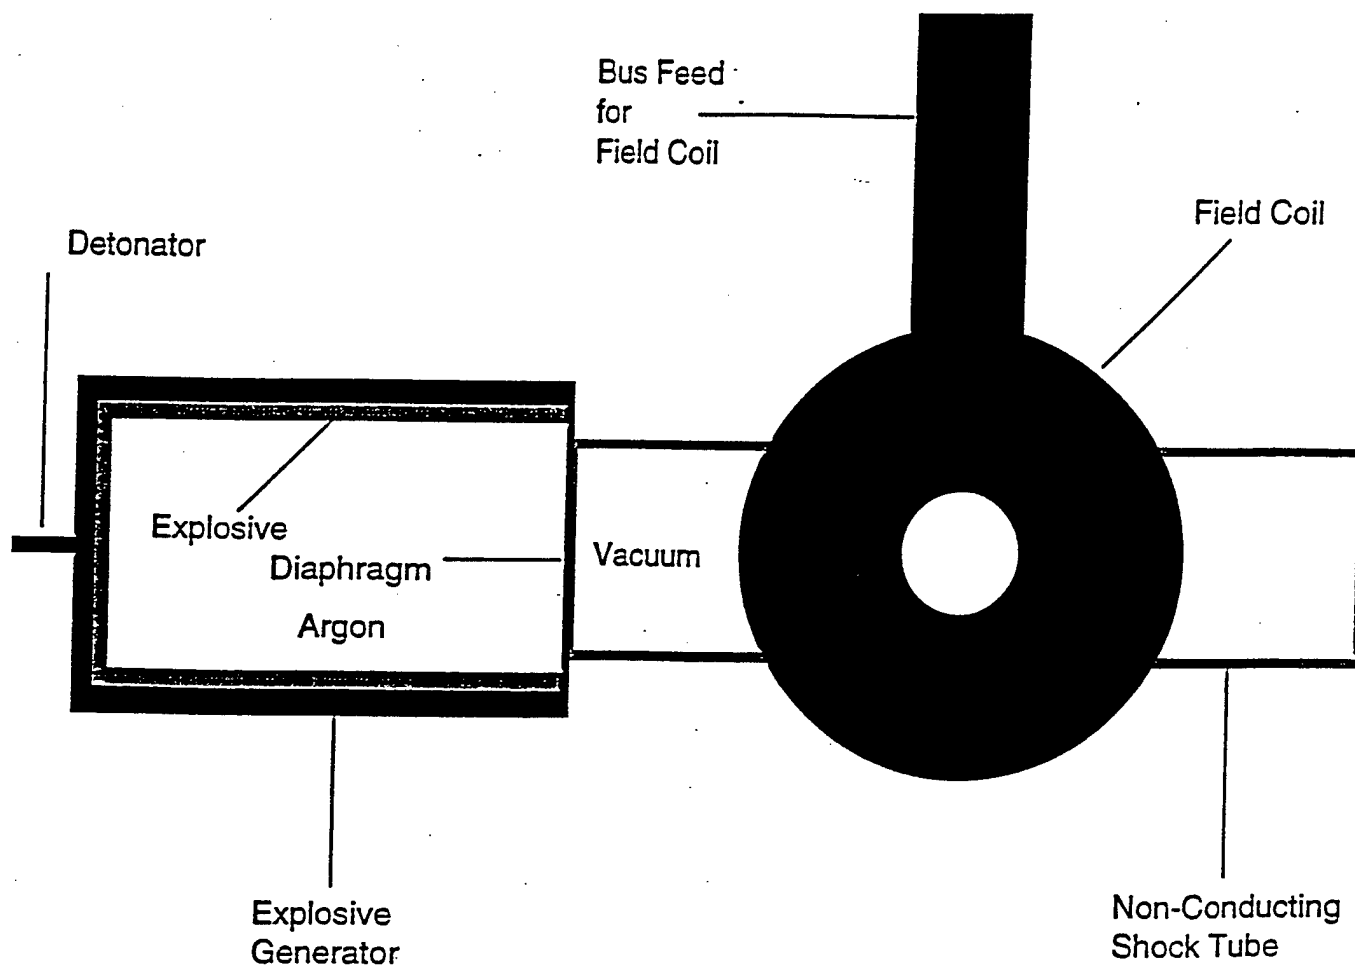 Bus Feed
for
Field Coil
Field Coil
Detonator
Explosive
Diaphragm
Vacuum
Argon
Explosive
Generator
Non-Conducting
Shock Tube